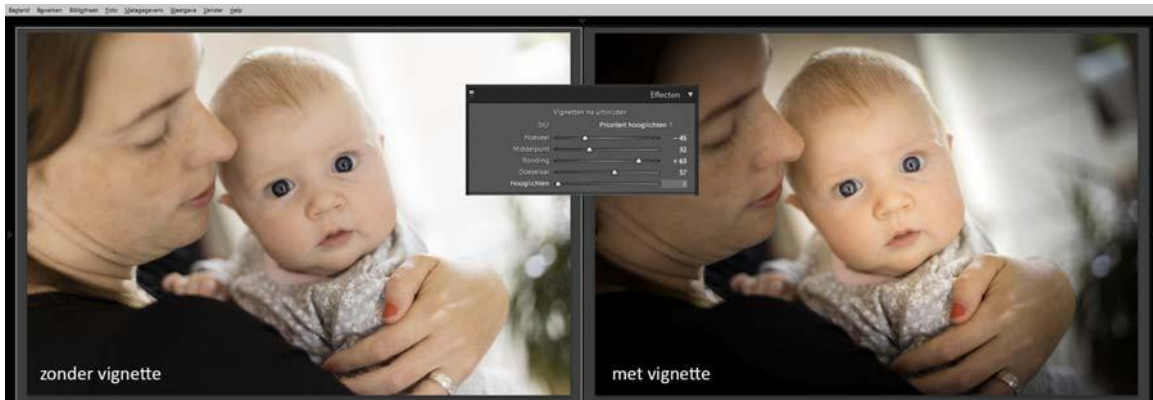 Bestand Bewerken Bibliotheek Foto Metagegevens Weergave Venster Help
Effecten
Vignetten na uitsnijden
Stijl Prioriteit hooglichten
Hoeveel - 45
Middelpunt 32
Ronding + 63
Doezelaar 57
Hooglichten 0
zonder vignette
met vignette